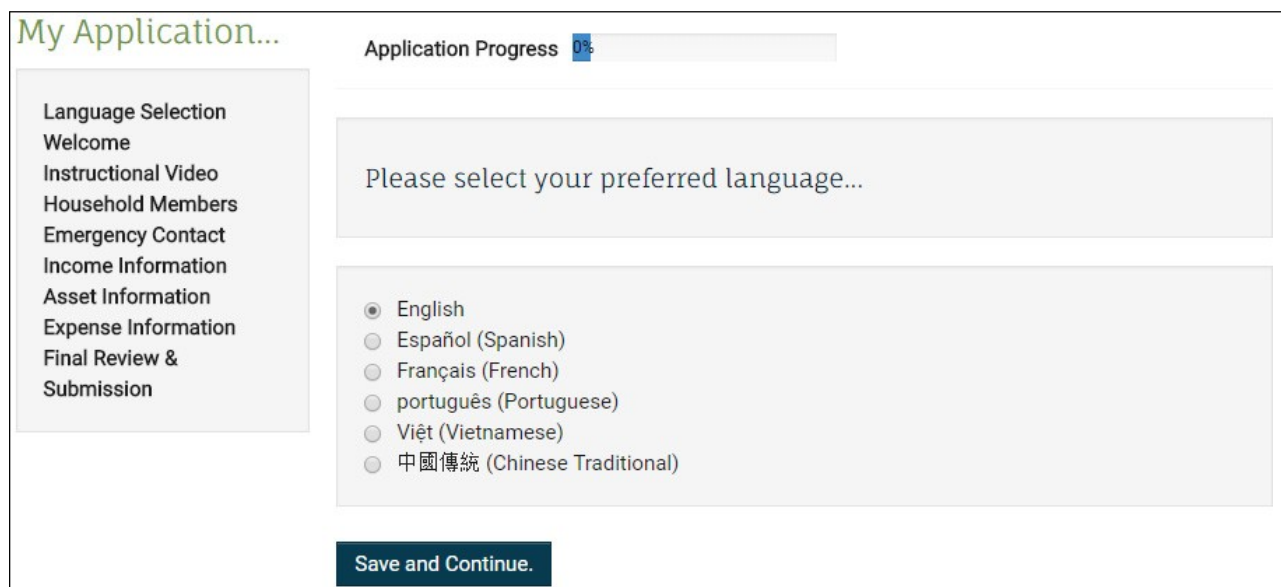 My Application...
Language Selection
Welcome
Instructional Video
Household Members
Emergency Contact
Income Information
Asset Information
Expense Information
Final Review &
Submission
Application Progress 0%
Please select your preferred language...
English
Español (Spanish)
Français (French)
português (Portuguese)
Việt (Vietnamese)
中國傳統 (Chinese Traditional)
Save and Continue.